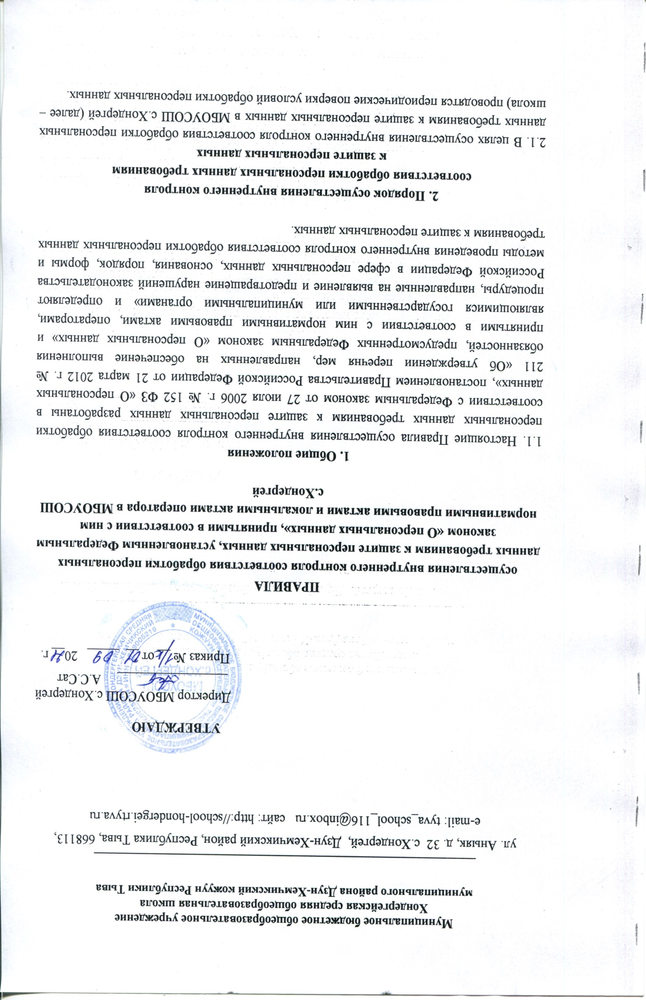 Муниципальное бюджетное общеобразовательное учреждение
Хондергейская средняя общеобразовательная школа
муниципального района Дзун-Хемчикский кожуун Республики Тыва
ул. Аныяк, д. 32 с.Хондергей, Дзун-Хемчикский район, Республика Тыва, 668113,
e-mail: tyva_school_116@inbox.ru сайт: http://school-hondergei.rtyva.ru
УТВЕРЖДАЮ
Директор МБОУСОШ с.Хондергей
А.С.Сат
Приказ № от 09 20 г.
ПРАВИЛА
осуществления внутреннего контроля соответствия обработки персональных
данных требованиям к защите персональных данных, установленным Федеральным
законом «О персональных данных», принятыми в соответствии с ним
нормативными правовыми актами и локальными актами оператора в МБОУСОШ
с.Хондергей
1. Общие положения
1.1. Настоящие Правила осуществления внутреннего контроля соответствия обработки
персональных данных требованиям к защите персональных данных разработаны в
соответствии с Федеральным законом от 27 июля 2006 г. № 152 ФЗ «О персональных
данных», постановлением Правительства Российской Федерации от 21 марта 2012 г. №
211 «Об утверждении перечня мер, направленных на обеспечение выполнения
обязанностей, предусмотренных Федеральным законом «О персональных данных» и
принятыми в соответствии с ним нормативными правовыми актами, операторами,
являющимися государственными или муниципальными органами» и определяют
процедуры, направленные на выявление и предотвращение нарушений законодательства
Российской Федерации в сфере персональных данных, основания, порядок, формы и
методы проведения внутреннего контроля соответствия обработки персональных данных
требованиям к защите персональных данных.
2. Порядок осуществления внутреннего контроля
соответствия обработки персональных данных требованиям
к защите персональных данных
2.1. В целях осуществления внутреннего контроля соответствия обработки персональных
данных требованиям к защите персональных данных в МБОУСОШ с.Хондергей (далее –
школа) проводятся периодические поверки условий обработки персональных данных.